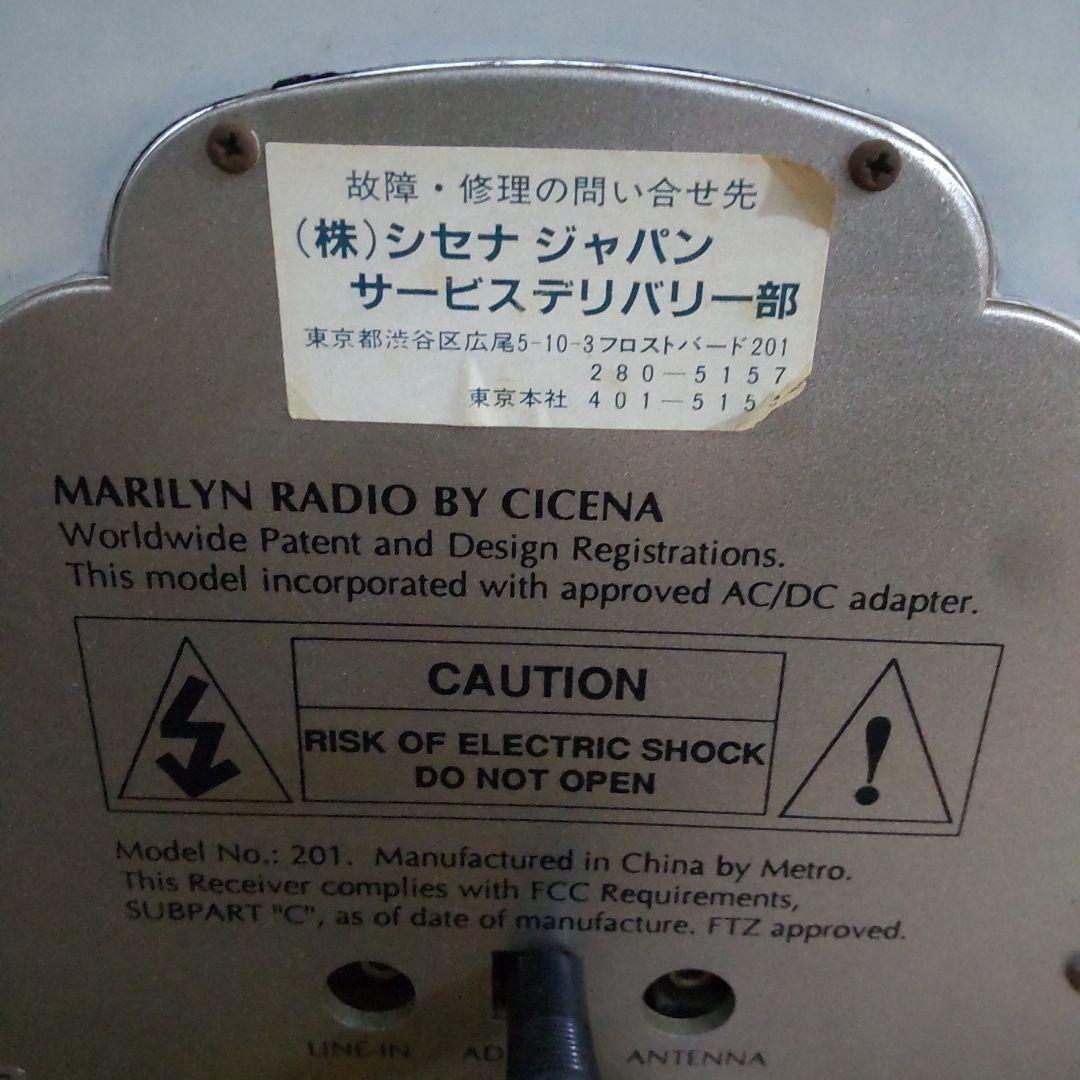 故障・修理の問い合せ先
(株)シセナ ジャパン
サービスデリバリー部
東京都渋谷区広尾5-10-3フロストバード201
280-5157
東京本社 401-515
MARILYN RADIO BY CICENA
Worldwide Patent and Design Registrations.
This model incorporated with approved AC/DC adapter.
CAUTION
RISK OF ELECTRIC SHOCK
DO NOT OPEN
Model No.: 201. Manufactured in China by Metro.
This Receiver complies with FCC Requirements,
SUBPART "C", as of date of manufacture. FTZ approved.
LINE-IN AD ANTENNA